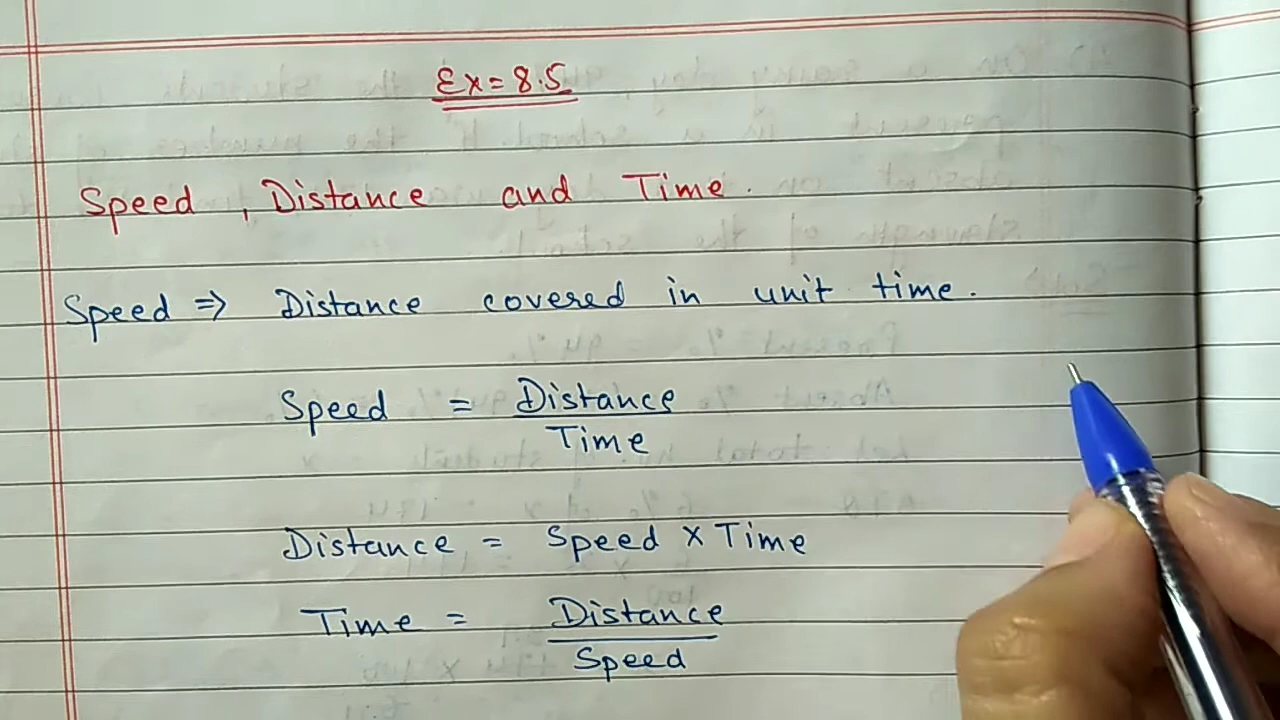 Ex = 8.5
Speed, Distance and Time.
Speed ⇒ Distance covered in unit time.
Speed = Distance
Time
Distance = Speed × Time
Time = Distance
Speed